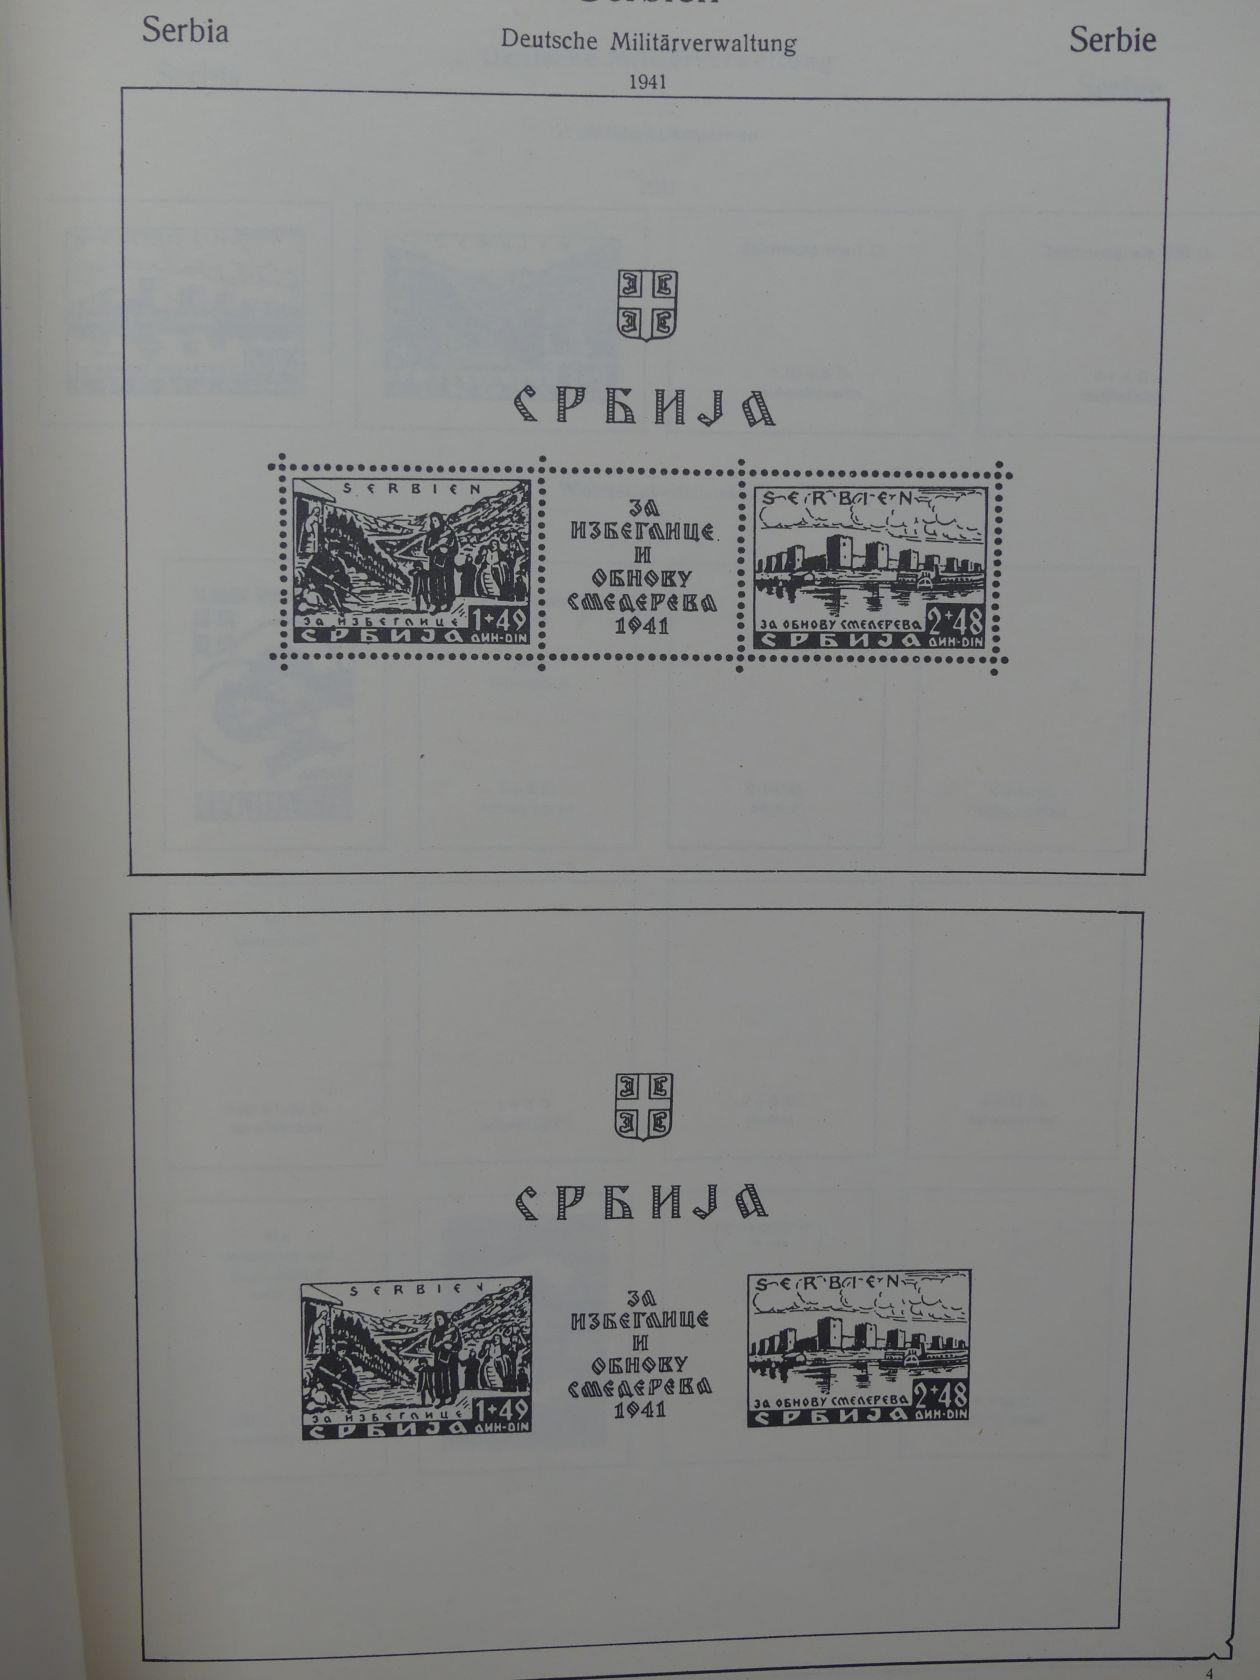 Serbien
Serbia
Deutsche Militärverwaltung
Serbie
1941
СРБИЈА
SERBIEN
ЗА ИЗБЕГЛИЦЕ
1+49
СРБИЈА
ДИН-DIN
ЗА
ИЗБЕГЛИЦЕ
И
ОБНОВУ
СМЕДЕРЕВА
1941
SERBIEN
ЗА ОБНОВУ СМЕДЕРЕВА
2+48
СРБИЈА
ДИН-DIN
СРБИЈА
SERBIEN
ЗА ИЗБЕГЛИЦЕ
1+49
СРБИЈА
ДИН-DIN
ЗА
ИЗБЕГЛИЦЕ
И
ОБНОВУ
СМЕДЕРЕВА
1941
SERBIEN
ЗА ОБНОВУ СМЕДЕРЕВА
2+48
СРБИЈА
ДИН-DIN
4